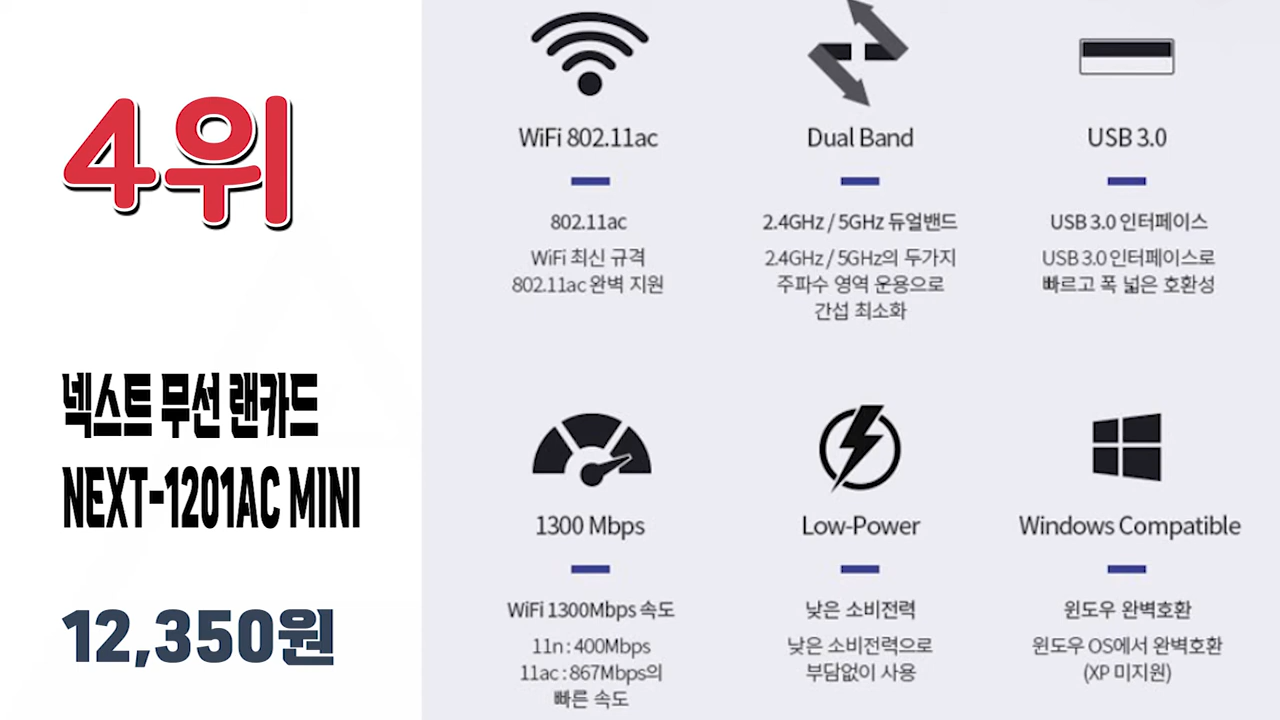 4위
넥스트 무선 랜카드
NEXT-1201AC MINI
12,350원
WiFi 802.11ac
802.11ac
WiFi 최신 규격
802.11ac 완벽 지원
Dual Band
2.4GHz / 5GHz 듀얼밴드
2.4GHz / 5GHz의 두가지
주파수 영역 운용으로
간섭 최소화
USB 3.0
USB 3.0 인터페이스
USB 3.0 인터페이스로
빠르고 폭 넓은 호환성
1300 Mbps
WiFi 1300Mbps 속도
11n : 400Mbps
11ac : 867Mbps의
빠른 속도
Low-Power
낮은 소비전력
낮은 소비전력으로
부담없이 사용
Windows Compatible
윈도우 완벽호환
윈도우 OS에서 완벽호환
(XP 미지원)